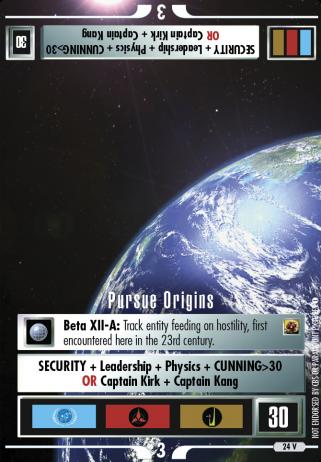 3
SECURITY + Leadership + Physics + CUNNING>30
OR Captain Kirk + Captain Kang
30
Pursue Origins
Beta XII-A: Track entity feeding on hostility, first
encountered here in the 23rd century.
SECURITY + Leadership + Physics + CUNNING>30
OR Captain Kirk + Captain Kang
30
3
24 V